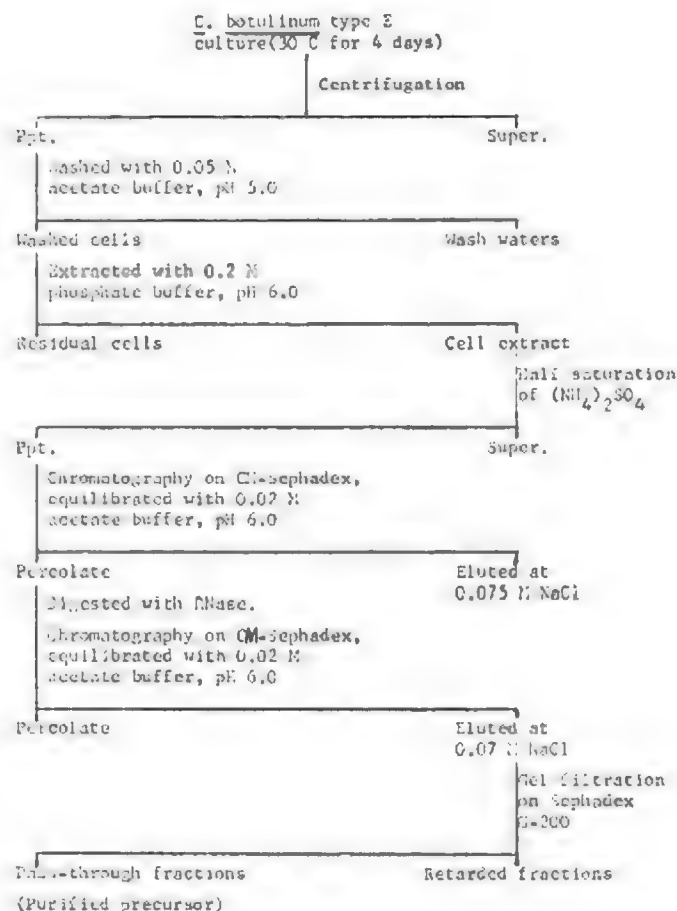 C. botulinum type E
culture(30 C for 4 days)
Centrifugation
Ppt. Super.
Washed with 0.05 M
acetate buffer, pH 5.0
Washed cells Wash waters
Extracted with 0.2 M
phosphate buffer, pH 6.0
Residual cells Cell extract
Half saturation
of (NH4)2SO4
Ppt. Super.
Chromatography on CM-Sephadex,
equilibrated with 0.02 M
acetate buffer, pH 6.0
Percolate Eluted at
0.075 M NaCl
Digested with RNase.
Chromatography on CM-Sephadex,
equilibrated with 0.02 M
acetate buffer, pH 6.0
Percolate Eluted at
0.07 M NaCl
Gel filtration
on Sephadex
G-200
Pass-through fractions Retarded fractions
(Purified precursor)